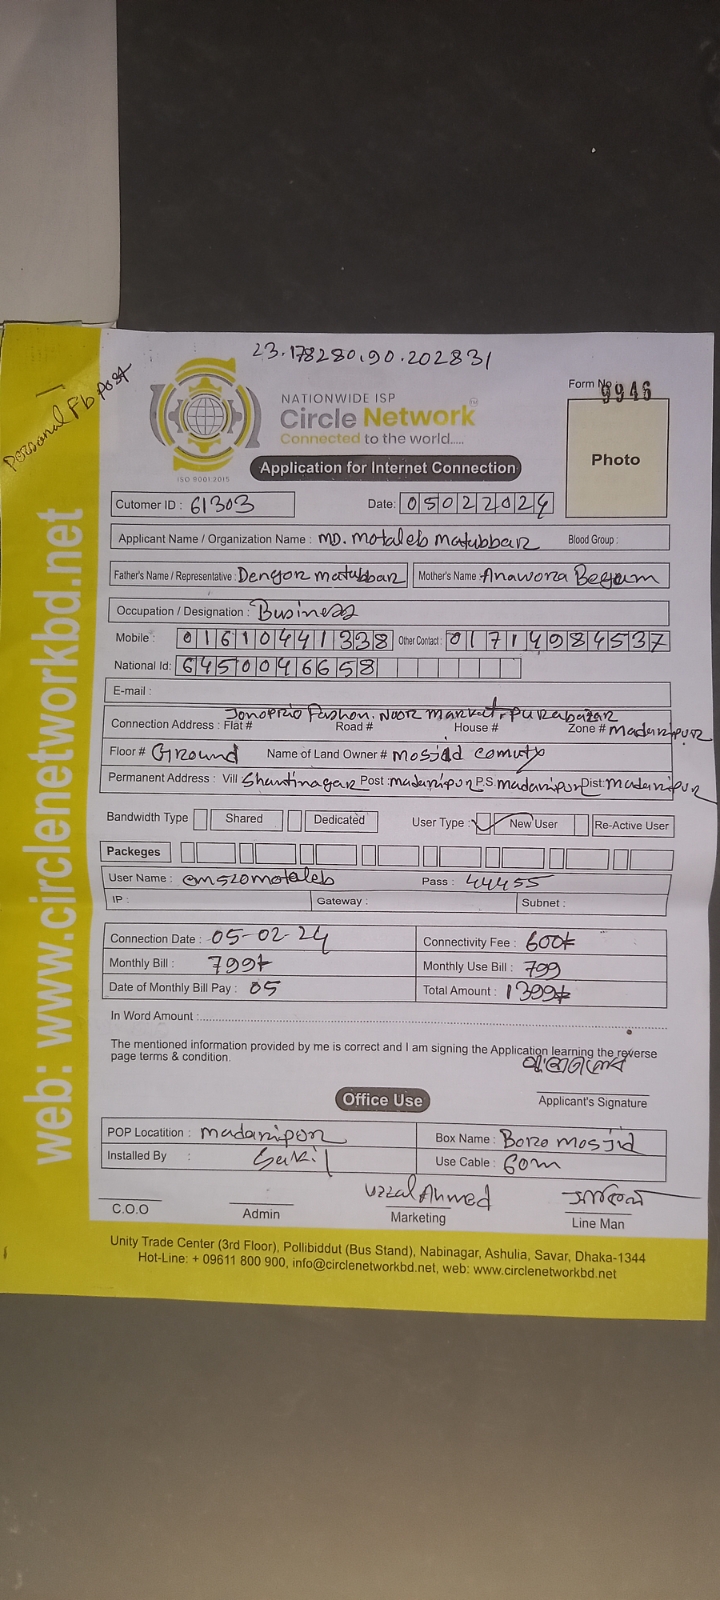 23.178280,90.202831
Personal Fb post
Form No 9946
NATIONWIDE ISP
Circle Network
Connected to the world....
ISO 9001:2015
Photo
Application for Internet Connection
Cutomer ID : 61303 Date: 05022024
Applicant Name / Organization Name : MD. Motaleb Matubbar Blood Group :
Father's Name / Representative : Matubbar Mother's Name : Anawora Begum
Occupation / Designation : Business
Mobile : 01610441338 Other Contact : 01714984537
National Id: 6450046658
E-mail :
Jonoprio Fashon. Noor Market, Puranbazar
Connection Address : Flat # Road # House # Zone # Madaripur
Floor # Ground Name of Land Owner # Mosjid
Permanent Address : Vill Shantinagar Post : Madaripur P.S Madaripur Dist: Madaripur
Bandwidth Type Shared Dedicated User Type : New User Re-Active User
Packeges
User Name : @ms20motaleb Pass : 44455
IP : Gateway : Subnet :
Connection Date : 05-02-24 Connectivity Fee : 600৳
Monthly Bill : 799৳ Monthly Use Bill : 799
Date of Monthly Bill Pay : 05 Total Amount : 1399৳
In Word Amount :
The mentioned information provided by me is correct and I am signing the Application learning the reverse
page terms & condition.
Applicant's Signature
Office Use
POP Locatition : Madaripur Box Name : Boro Mosjid
Installed By : Sakil Use Cable : 60m
Uzzal Ahmed
C.O.O Admin Marketing Line Man
Unity Trade Center (3rd Floor), Pollibiddut (Bus Stand), Nabinagar, Ashulia, Savar, Dhaka-1344
Hot-Line: + 09611 800 900, info@circlenetworkbd.net, web: www.circlenetworkbd.net
web: www.circlenetworkbd.net